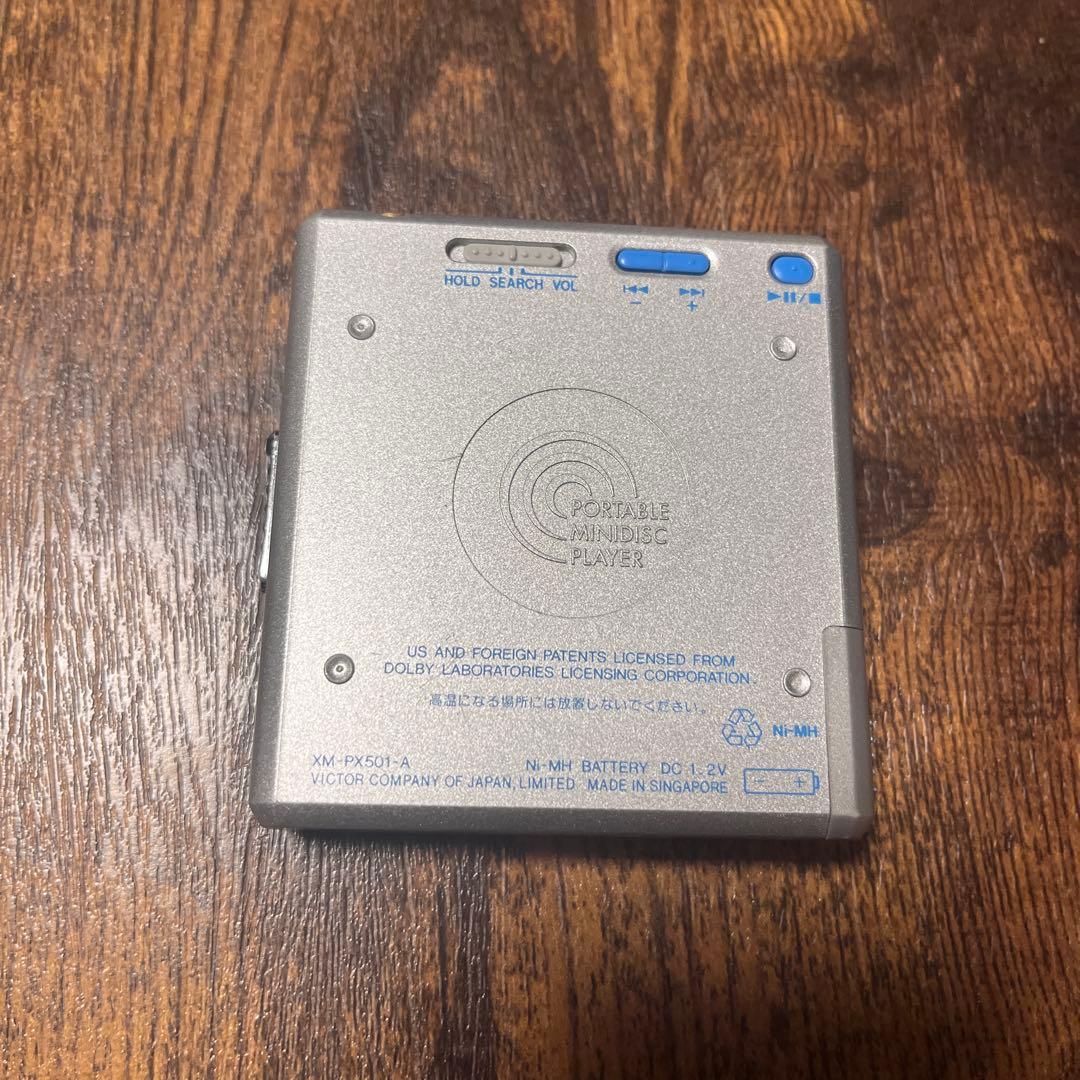 HOLD SEARCH VOL
- +
PORTABLE
MINIDISC
PLAYER
US AND FOREIGN PATENTS LICENSED FROM
DOLBY LABORATORIES LICENSING CORPORATION.
高温になる場所には放置しないでください。
Ni-MH
XM-PX501-A Ni-MH BATTERY DC 1.2V
VICTOR COMPANY OF JAPAN, LIMITED MADE IN SINGAPORE
- +